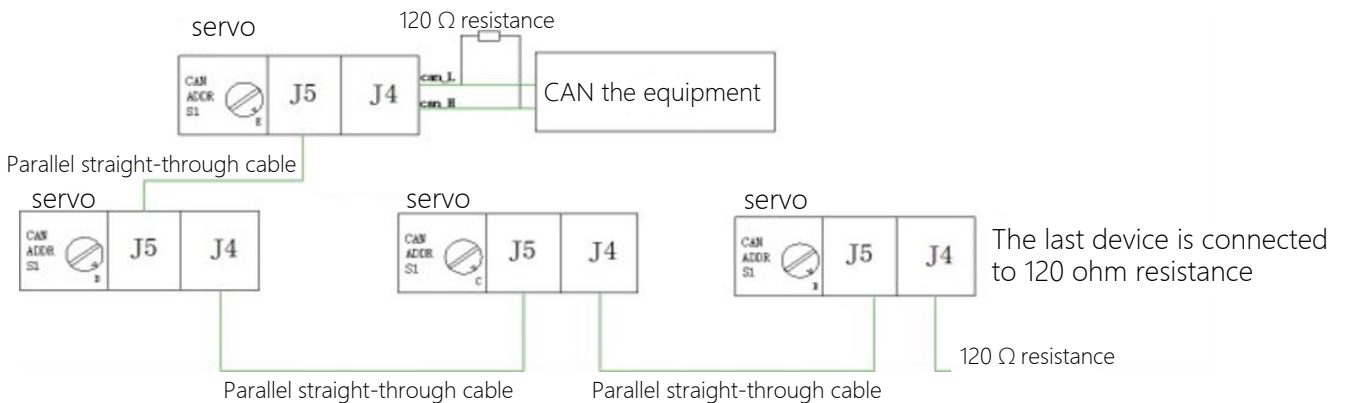 servo
120 Ω resistance
CAN
ADDR
S1
E
J5
J4
can_L
can_H
CAN the equipment
Parallel straight-through cable
servo
CAN
ADDR
S1
J5
J4
servo
CAN
ADDR
S1
C
J5
J4
servo
CAN
ADDR
S1
J5
J4
The last device is connected
to 120 ohm resistance
120 Ω resistance
Parallel straight-through cable
Parallel straight-through cable